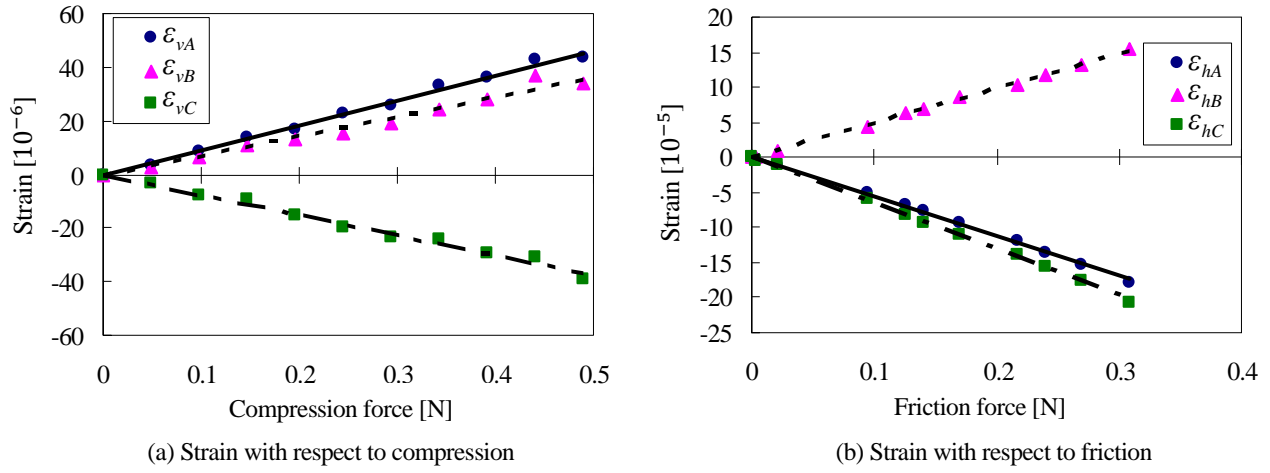 60
40
20
0
-20
-40
-60
Strain [10⁻⁶]
ε_vA
ε_vB
ε_vC
0 0.1 0.2 0.3 0.4 0.5
Compression force [N]
(a) Strain with respect to compression
20
15
10
5
0
-5
-10
-15
-20
-25
Strain [10⁻⁵]
ε_hA
ε_hB
ε_hC
0 0.1 0.2 0.3 0.4
Friction force [N]
(b) Strain with respect to friction